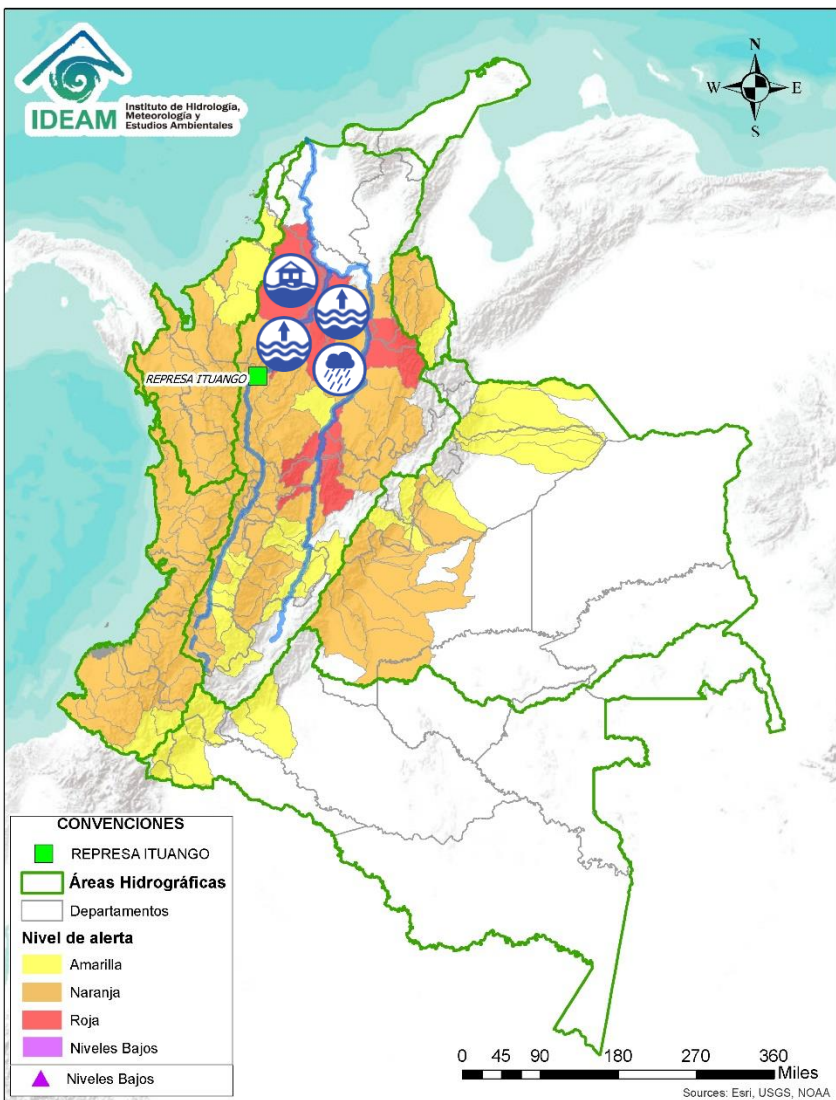 IDEAM
Instituto de Hidrología,
Meteorología y
Estudios Ambientales
N
W
E
S
REPRESA ITUANGO
CONVENCIONES
REPRESA ITUANGO
Áreas Hidrográficas
Departamentos
Nivel de alerta
Amarilla
Naranja
Roja
Niveles Bajos
Niveles Bajos
0 45 90 180 270 360
Miles
Sources: Esri, USGS, NOAA